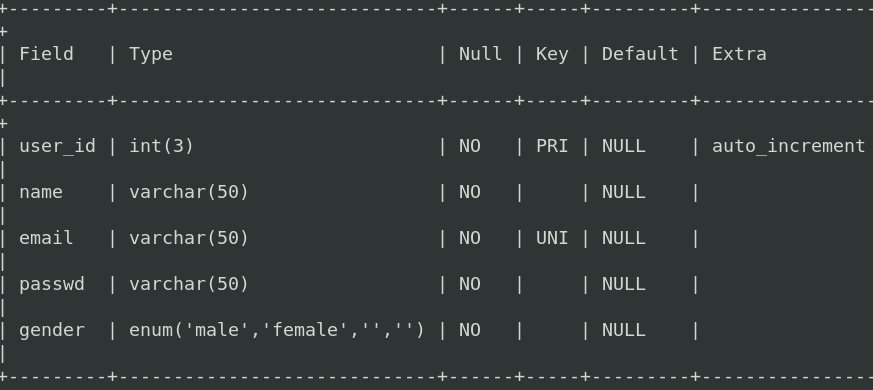 +---------+-----------------------------+------+-----+---------+----------------
+
| Field   | Type                        | Null | Key | Default | Extra
|
+---------+-----------------------------+------+-----+---------+----------------
+
| user_id | int(3)                      | NO   | PRI | NULL    | auto_increment
|
| name    | varchar(50)                 | NO   |     | NULL    |
|
| email   | varchar(50)                 | NO   | UNI | NULL    |
|
| passwd  | varchar(50)                 | NO   |     | NULL    |
|
| gender  | enum('male','female','','') | NO   |     | NULL    |
|
+---------+-----------------------------+------+-----+---------+----------------